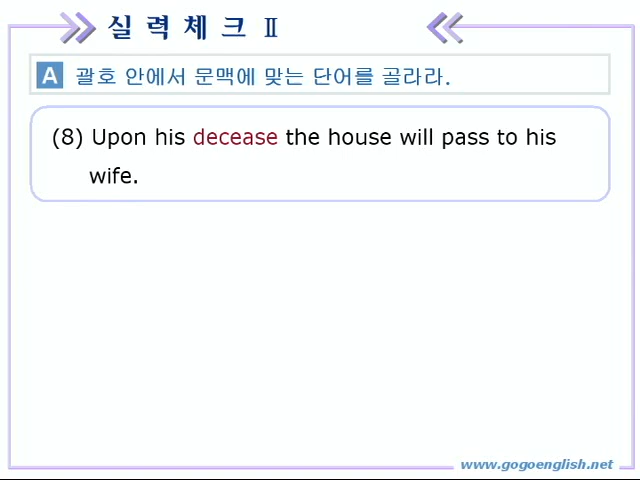 실 력 체 크 Ⅱ
A 괄호 안에서 문맥에 맞는 단어를 골라라.
(8) Upon his decease the house will pass to his
wife.
www.gogoenglish.net